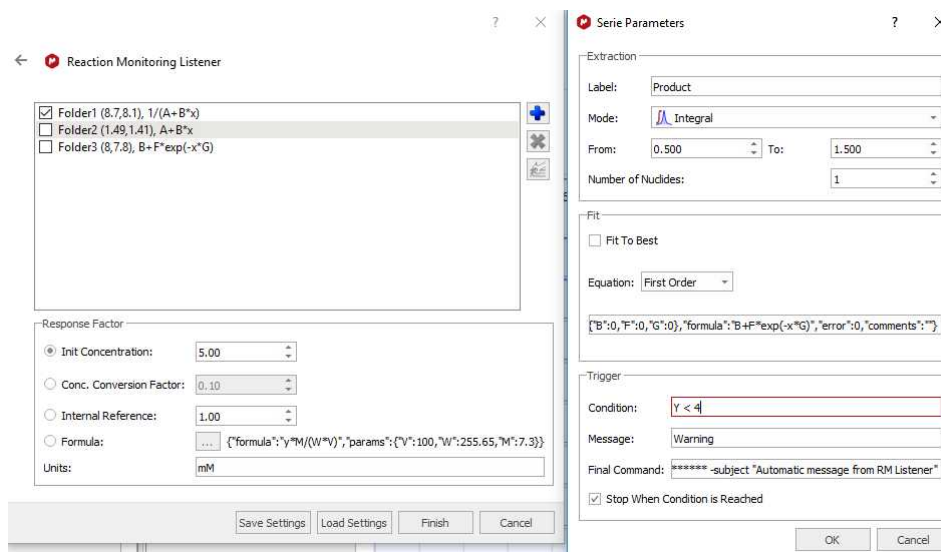 Reaction Monitoring Listener
Folder1 (8.7,8.1), 1/(A+B*x)
Folder2 (1.49,1.41), A+B*x
Folder3 (8,7.8), B+F*exp(-x*G)
Response Factor
Init Concentration: 5.00
Conc. Conversion Factor: 0.10
Internal Reference: 1.00
Formula: ... {"formula":"y*M/(W*V)","params":{"V":100,"W":255.65,"M":7.3}}
Units: mM
Save Settings Load Settings Finish Cancel
Serie Parameters
Extraction
Label: Product
Mode: Integral
From: 0.500 To: 1.500
Number of Nuclides: 1
Fit
Fit To Best
Equation: First Order
{"B":0,"F":0,"G":0},"formula":"B+F*exp(-x*G)","error":0,"comments":""}
Trigger
Condition: Y < 4
Message: Warning
Final Command: ****** -subject "Automatic message from RM Listener"
Stop When Condition is Reached
OK Cancel